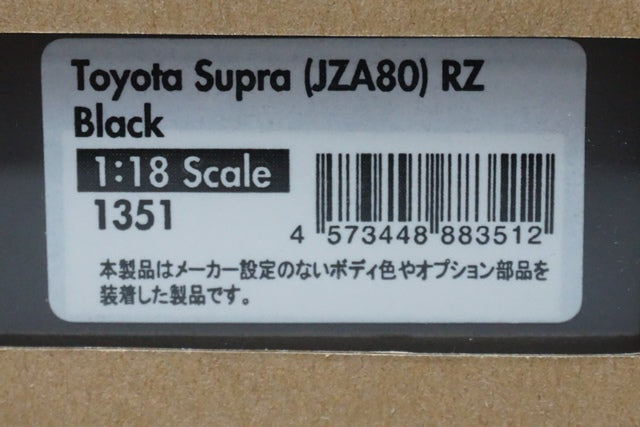 Toyota Supra (JZA80) RZ
Black
1:18 Scale
1351
4 573448 883512
本製品はメーカー設定のないボディ色やオプション部品を
装着した製品です。